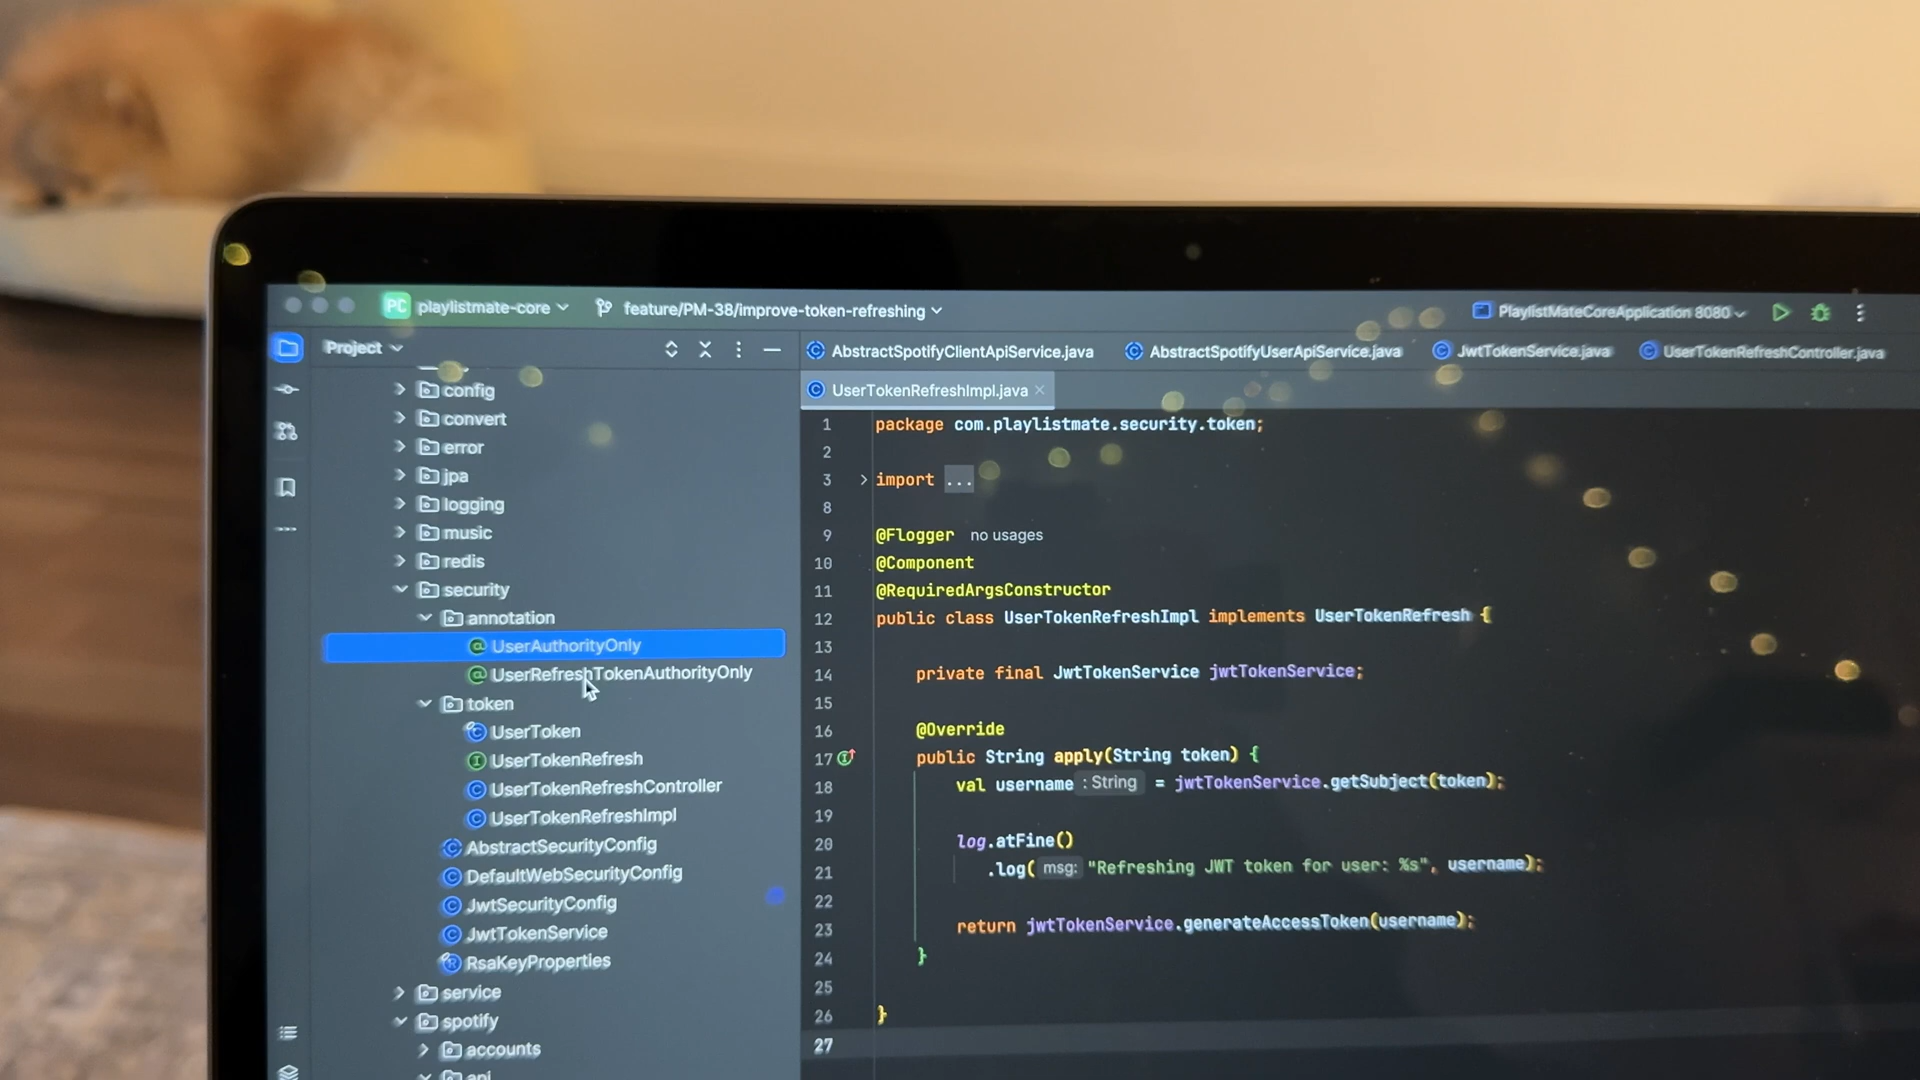 PC playlistmate-core feature/PM-38/improve-token-refreshing PlaylistMateCoreApplication 8080
Project
config
convert
error
jpa
logging
music
redis
security
annotation
UserAuthorityOnly
UserRefreshTokenAuthorityOnly
token
UserToken
UserTokenRefresh
UserTokenRefreshController
UserTokenRefreshImpl
AbstractSecurityConfig
DefaultWebSecurityConfig
JwtSecurityConfig
JwtTokenService
RsaKeyProperties
service
spotify
accounts
api
AbstractSpotifyClientApiService.java AbstractSpotifyUserApiService.java JwtTokenService.java UserTokenRefreshController.java
UserTokenRefreshImpl.java
1 package com.playlistmate.security.token;
2
3 import ...
8
9 @Flogger no usages
10 @Component
11 @RequiredArgsConstructor
12 public class UserTokenRefreshImpl implements UserTokenRefresh {
13
14 private final JwtTokenService jwtTokenService;
15
16 @Override
17 public String apply(String token) {
18 val username : String = jwtTokenService.getSubject(token);
19
20 log.atFine()
21 .log( msg: "Refreshing JWT token for user: %s", username);
22
23 return jwtTokenService.generateAccessToken(username);
24 }
25
26 }
27